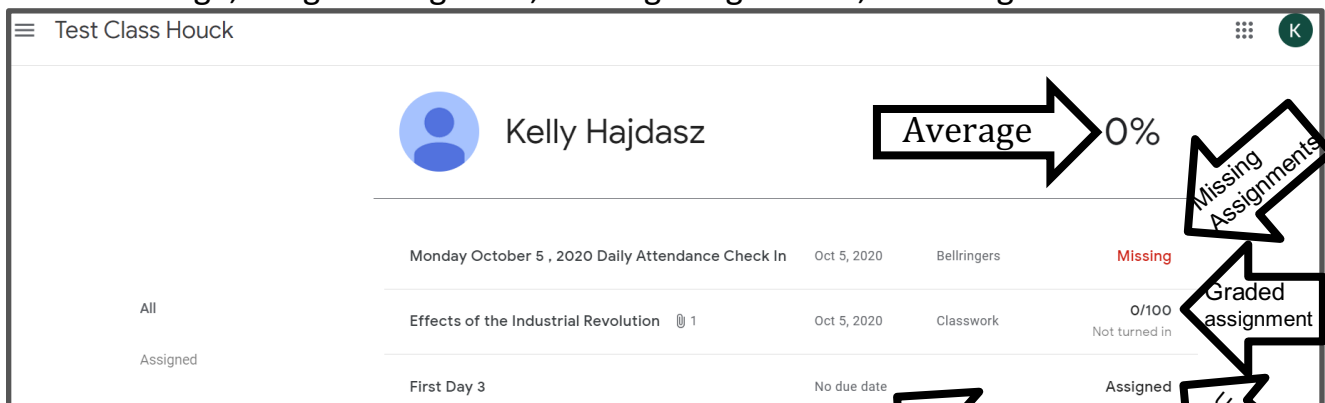 Test Class Houck
K
Kelly Hajdasz
Average
0%
Missing
Assignments
Monday October 5 , 2020 Daily Attendance Check In Oct 5, 2020 Bellringers Missing
All
Effects of the Industrial Revolution 1 Oct 5, 2020 Classwork 0/100
Not turned in
Graded
assignment
Assigned
First Day 3 No due date Assigned